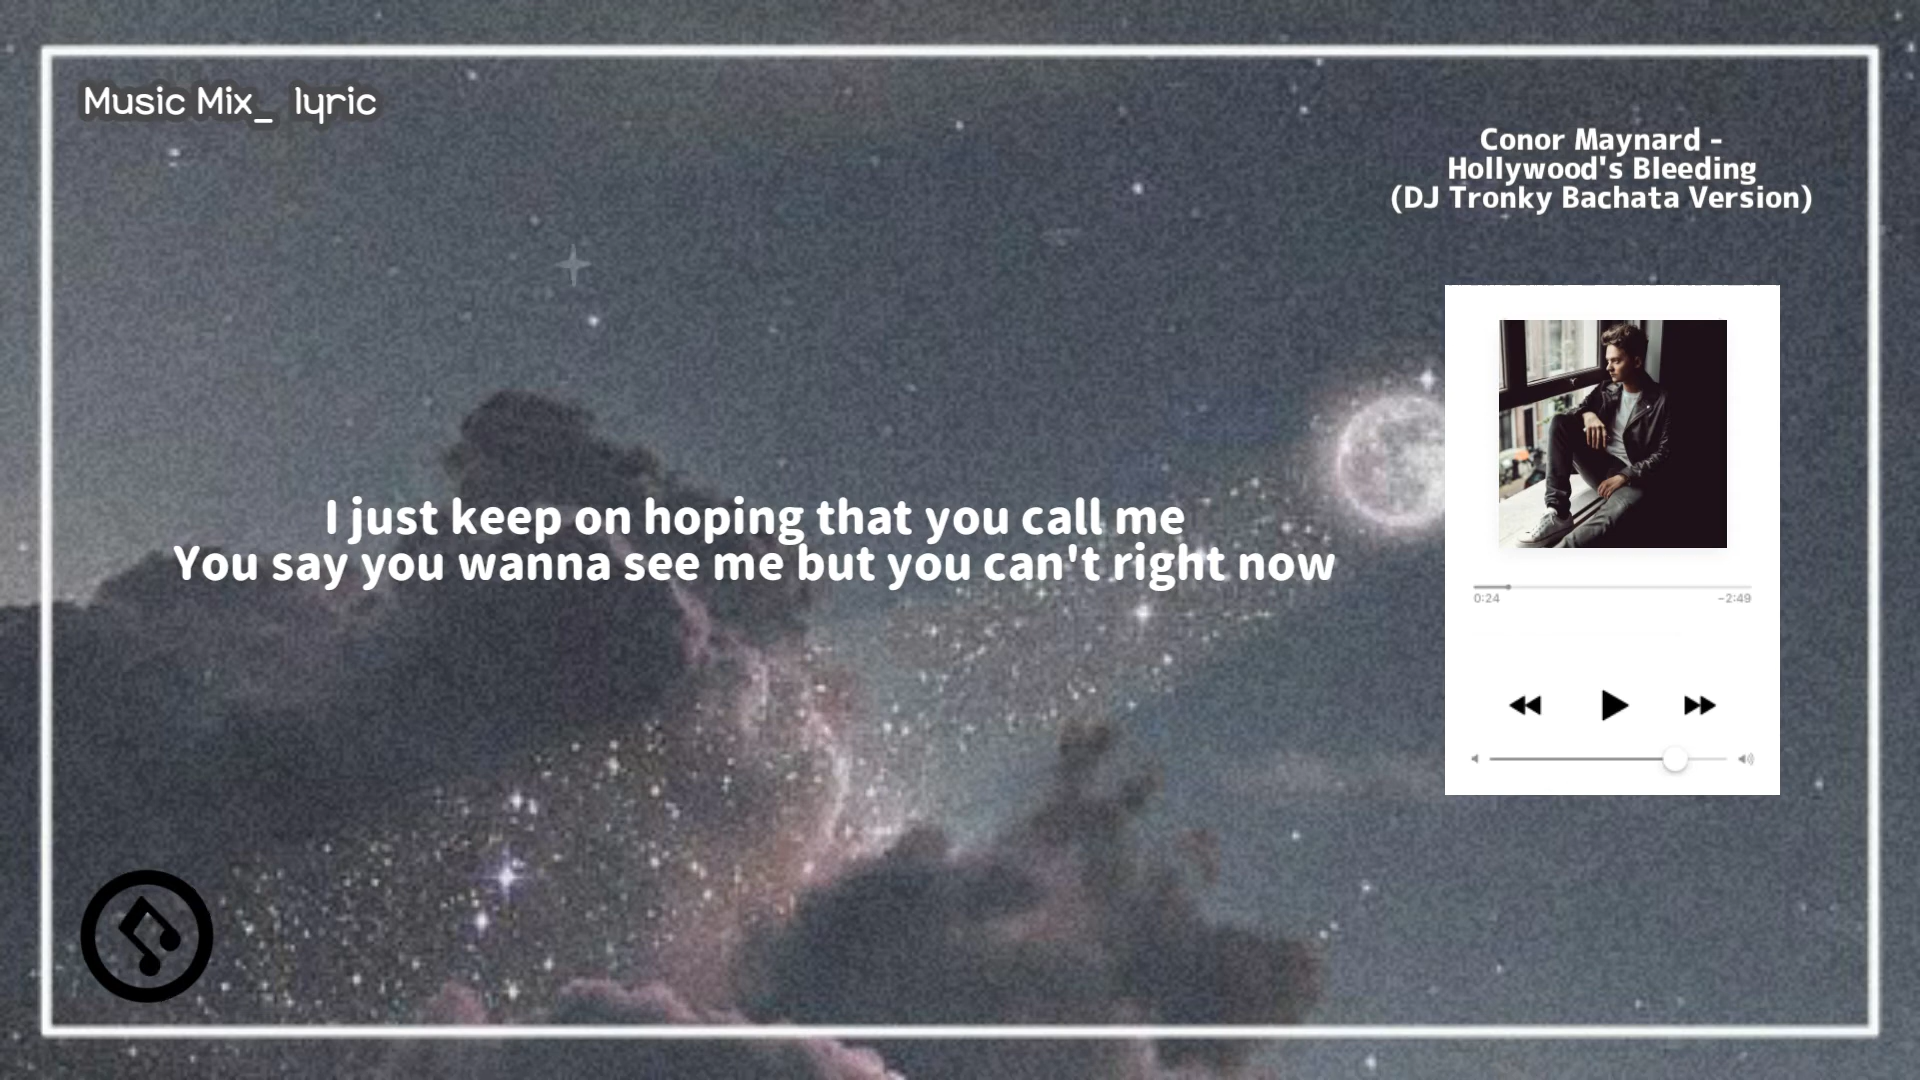 Music Mix_ lyric
Conor Maynard -
Hollywood's Bleeding
(DJ Tronky Bachata Version)
I just keep on hoping that you call me
You say you wanna see me but you can't right now
0:24
-2:49